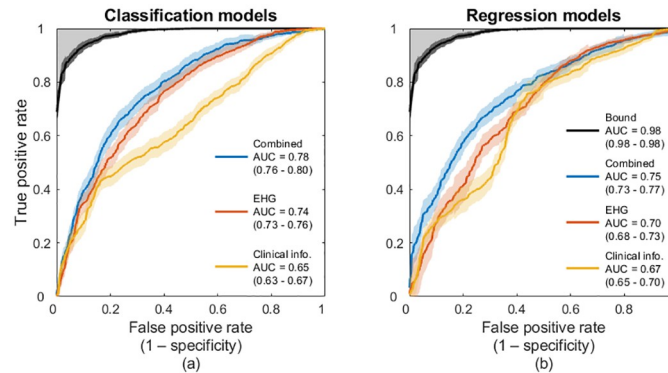 Classification models
True positive rate
1
0.8
0.6
0.4
0.2
0
Combined
AUC = 0.78
(0.76 - 0.80)
EHG
AUC = 0.74
(0.73 - 0.76)
Clinical info.
AUC = 0.65
(0.63 - 0.67)
0 0.2 0.4 0.6 0.8 1
False positive rate
(1 – specificity)
(a)
Regression models
1
0.8
0.6
0.4
0.2
0
Bound
AUC = 0.98
(0.98 - 0.98)
Combined
AUC = 0.75
(0.73 - 0.77)
EHG
AUC = 0.70
(0.68 - 0.73)
Clinical info.
AUC = 0.67
(0.65 - 0.70)
0 0.2 0.4 0.6 0.8 1
False positive rate
(1 – specificity)
(b)